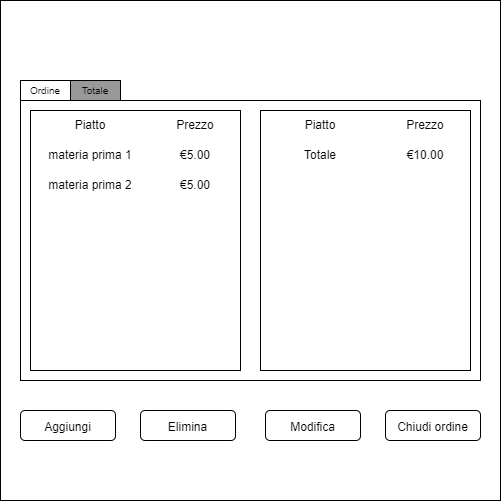 Ordine Totale
Piatto Prezzo Piatto Prezzo
materia prima 1 €5.00 Totale €10.00
materia prima 2 €5.00
Aggiungi Elimina Modifica Chiudi ordine